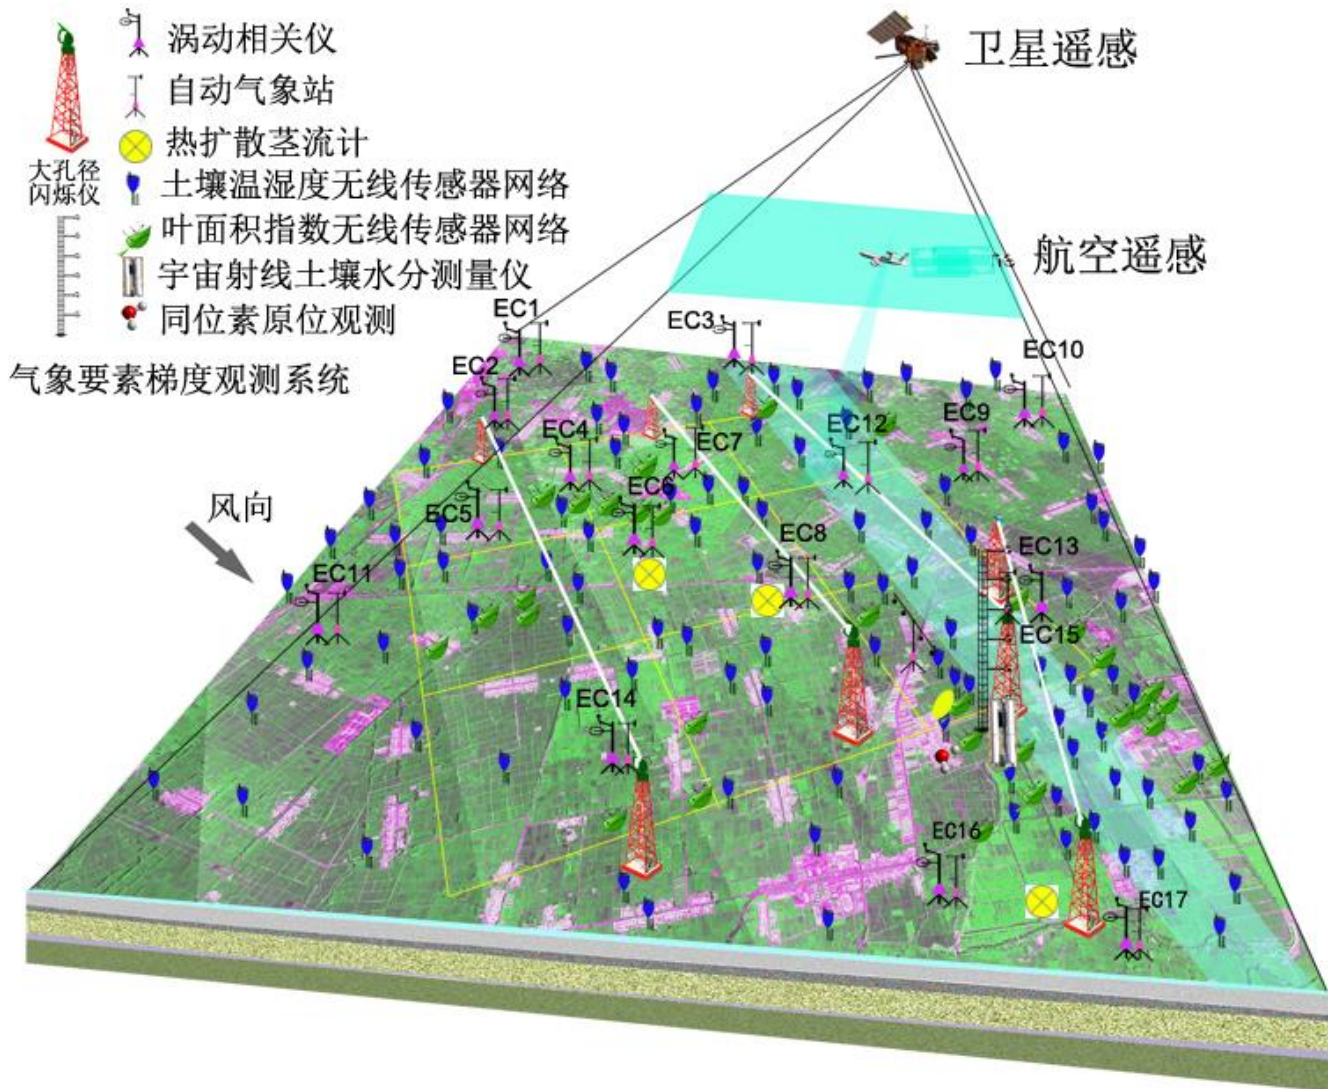 涡动相关仪
自动气象站
热扩散茎流计
大孔径
闪烁仪
土壤温湿度无线传感器网络
叶面积指数无线传感器网络
宇宙射线土壤水分测量仪
同位素原位观测
气象要素梯度观测系统
卫星遥感
航空遥感
风向
EC1
EC3
EC2
EC10
EC4
EC7
EC12
EC9
EC6
EC5
EC8
EC13
EC11
EC15
EC14
EC16
EC17